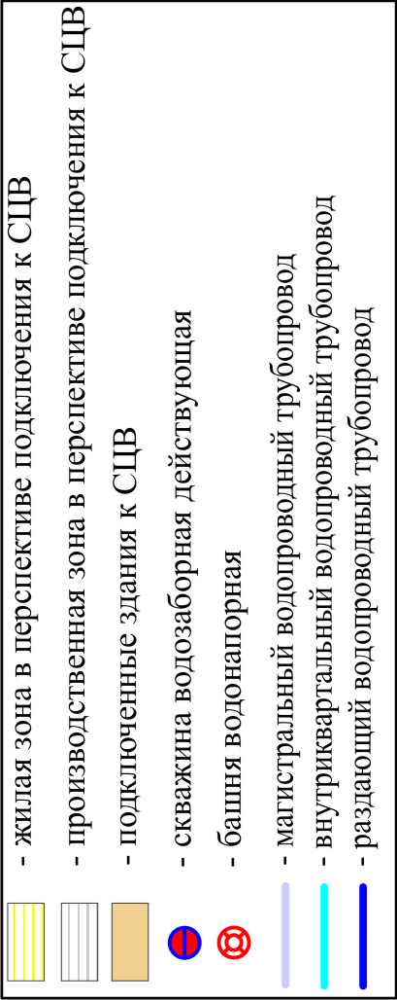 - жилая зона в перспективе подключения к СЦВ
- производственная зона в перспективе подключения к СЦВ
- подключенные здания к СЦВ
- скважина водозаборная действующая
- башня водонапорная
- магистральный водопроводный трубопровод
- внутриквартальный водопроводный трубопровод
- раздающий водопроводный трубопровод